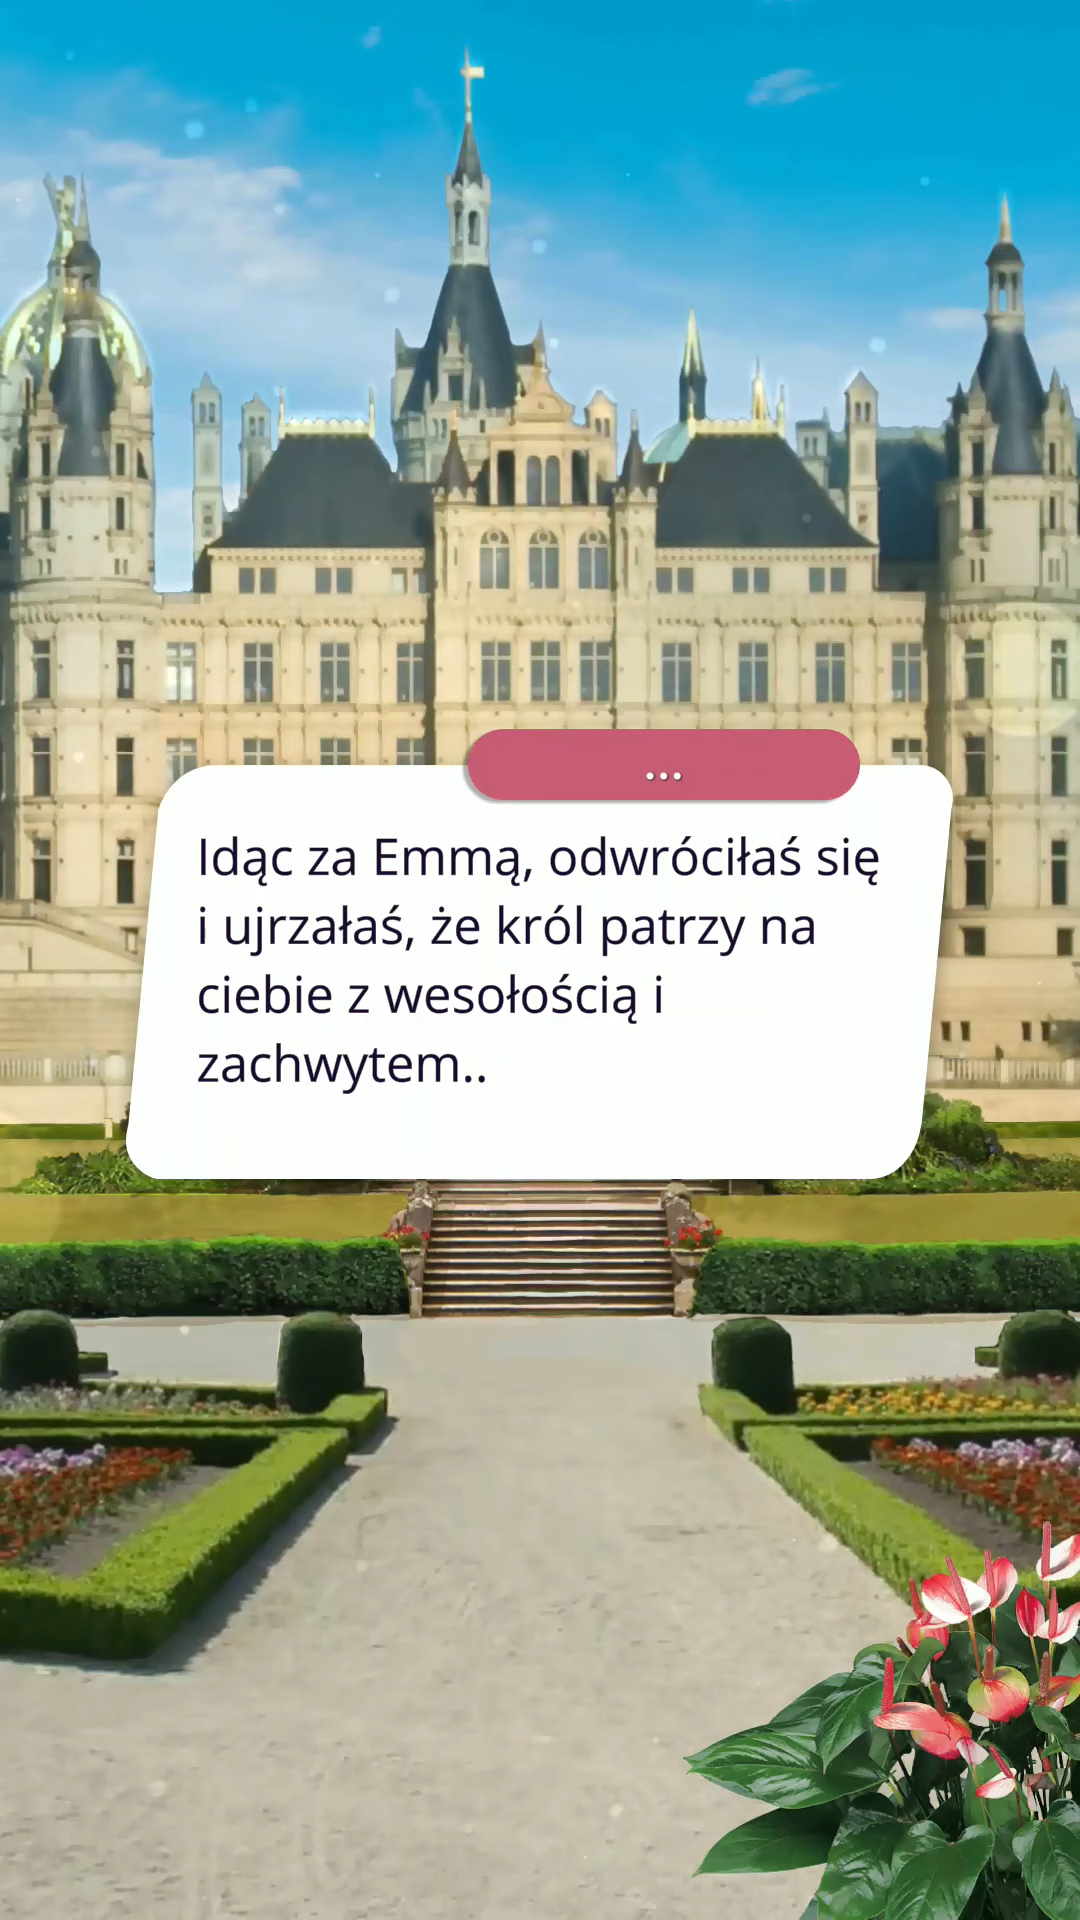 ...
Idąc za Emmą, odwróciłaś się
i ujrzałaś, że król patrzy na
ciebie z wesołością i
zachwytem..